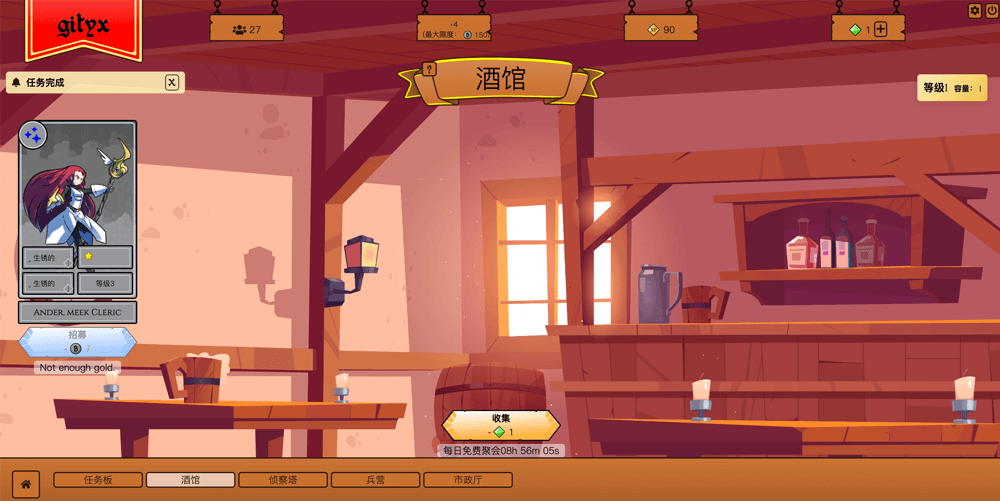 gityx
27
-4
(最大限度: 150)
90
1
任务完成
X
?
酒馆
等级I 容量: I
生锈的
生锈的
等级3
Ander, meek Cleric
招募
- 7
Not enough gold.
收集
- 1
每日免费聚会08h 56m 05s
任务板
酒馆
侦察塔
兵营
市政厅